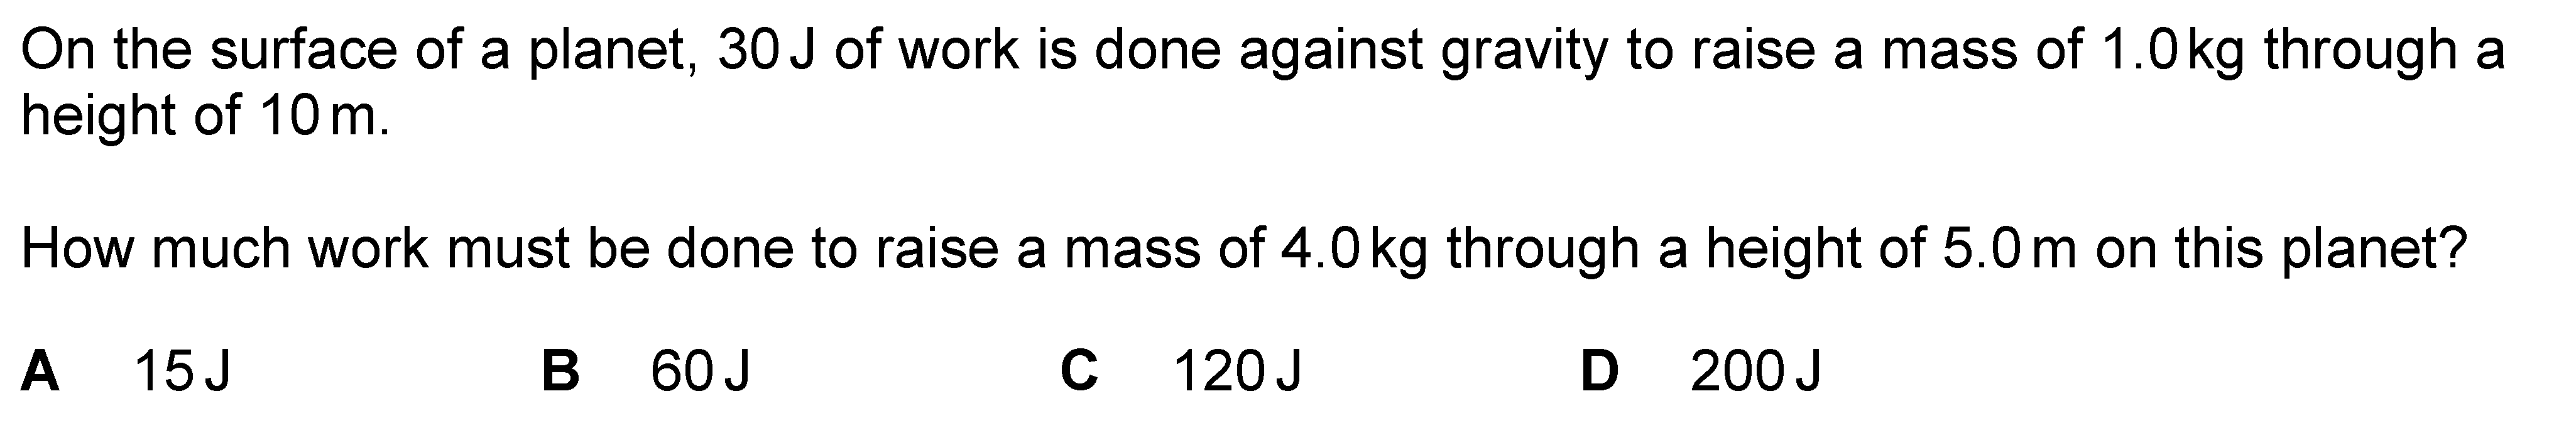 On the surface of a planet, 30 J of work is done against gravity to raise a mass of 1.0 kg through a
height of 10 m.
How much work must be done to raise a mass of 4.0 kg through a height of 5.0 m on this planet?
A 15 J B 60 J C 120 J D 200 J